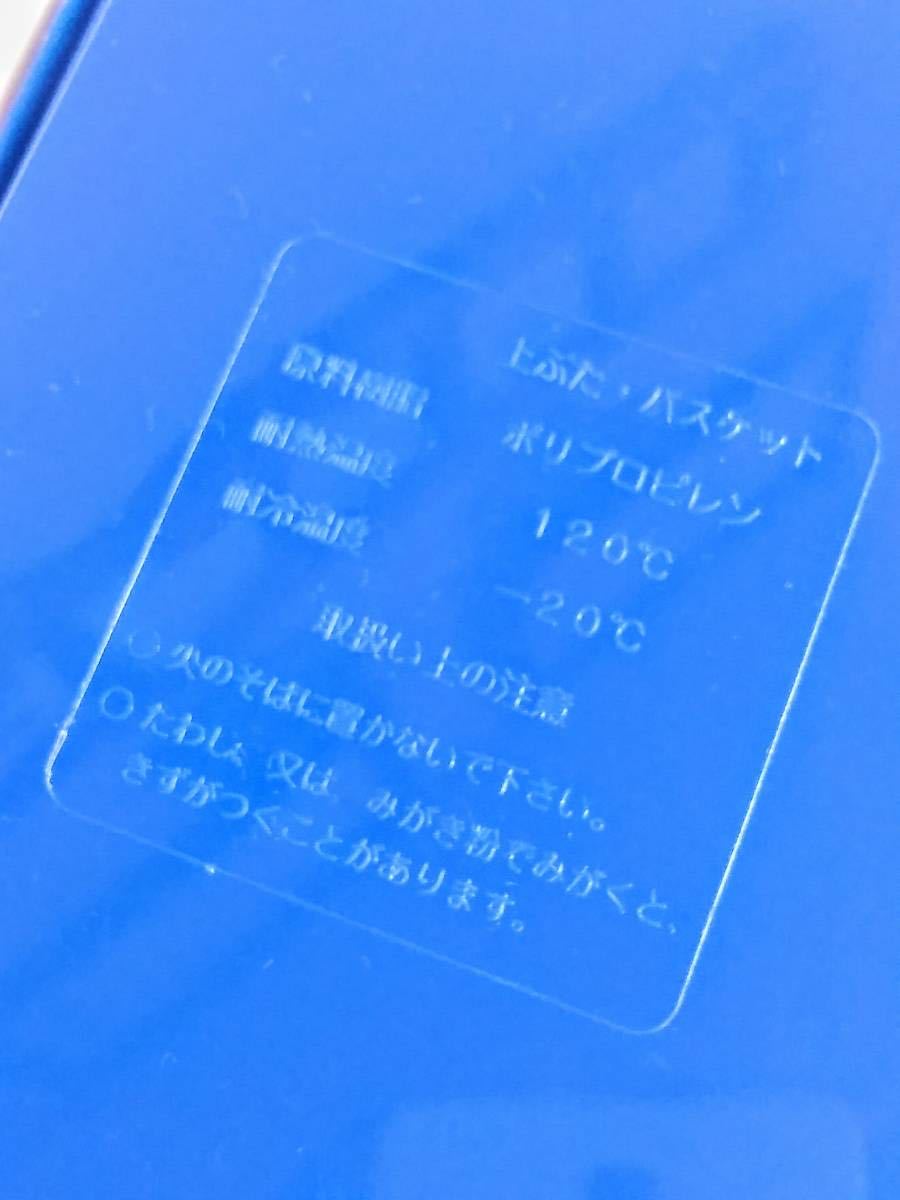 上ぶた・バスケット
原料樹脂 ポリプロピレン
耐熱温度 120℃
耐冷温度 -20℃
取扱い上の注意
○火のそばに置かないで下さい。
○たわし、又は、みがき粉でみがくと、
きずがつくことがあります。